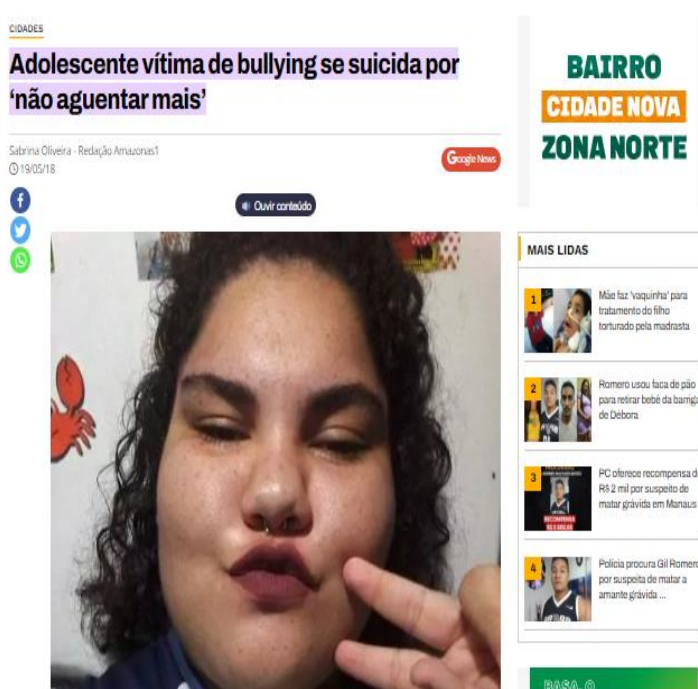 CIDADES
Adolescente vítima de bullying se suicida por
‘não aguentar mais’
Sabrina Oliveira - Redação Amazonas1
19/05/18
Google News
Ouvir conteúdo
BAIRRO
CIDADE NOVA
ZONA NORTE
MAIS LIDAS
1
Mãe faz 'vaquinha' para
tratamento do filho
torturado pela madrasta
2
Romero usou faca de pão
para retirar bebê da barriga
de Débora
3
PC oferece recompensa d
R$ 2 mil por suspeito de
matar grávida em Manaus
RECOMPENSA
4
Polícia procura Gil Romero
por suspeita de matar a
amante grávida ...